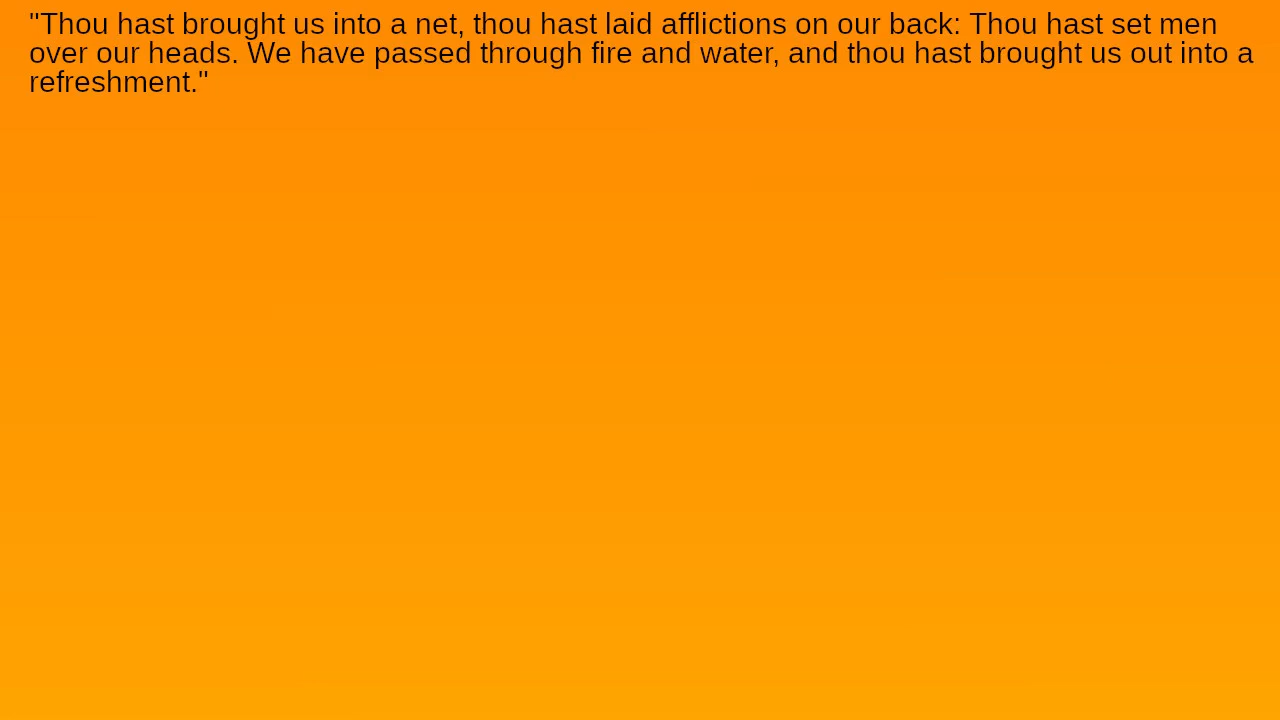 "Thou hast brought us into a net, thou hast laid afflictions on our back: Thou hast set men
over our heads. We have passed through fire and water, and thou hast brought us out into a
refreshment."